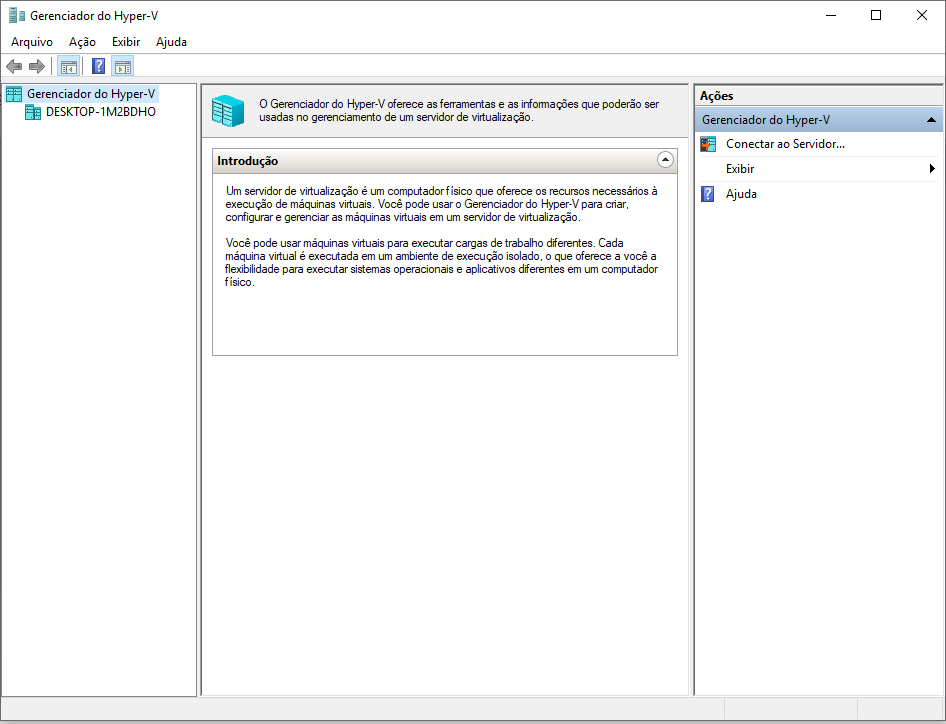 Gerenciador do Hyper-V
Arquivo Ação Exibir Ajuda
Gerenciador do Hyper-V
DESKTOP-1M2BDHO
O Gerenciador do Hyper-V oferece as ferramentas e as informações que poderão ser
usadas no gerenciamento de um servidor de virtualização.
Introdução
Um servidor de virtualização é um computador físico que oferece os recursos necessários à
execução de máquinas virtuais. Você pode usar o Gerenciador do Hyper-V para criar,
configurar e gerenciar as máquinas virtuais em um servidor de virtualização.
Você pode usar máquinas virtuais para executar cargas de trabalho diferentes. Cada
máquina virtual é executada em um ambiente de execução isolado, o que oferece a você a
flexibilidade para executar sistemas operacionais e aplicativos diferentes em um computador
físico.
Ações
Gerenciador do Hyper-V
Conectar ao Servidor...
Exibir
Ajuda